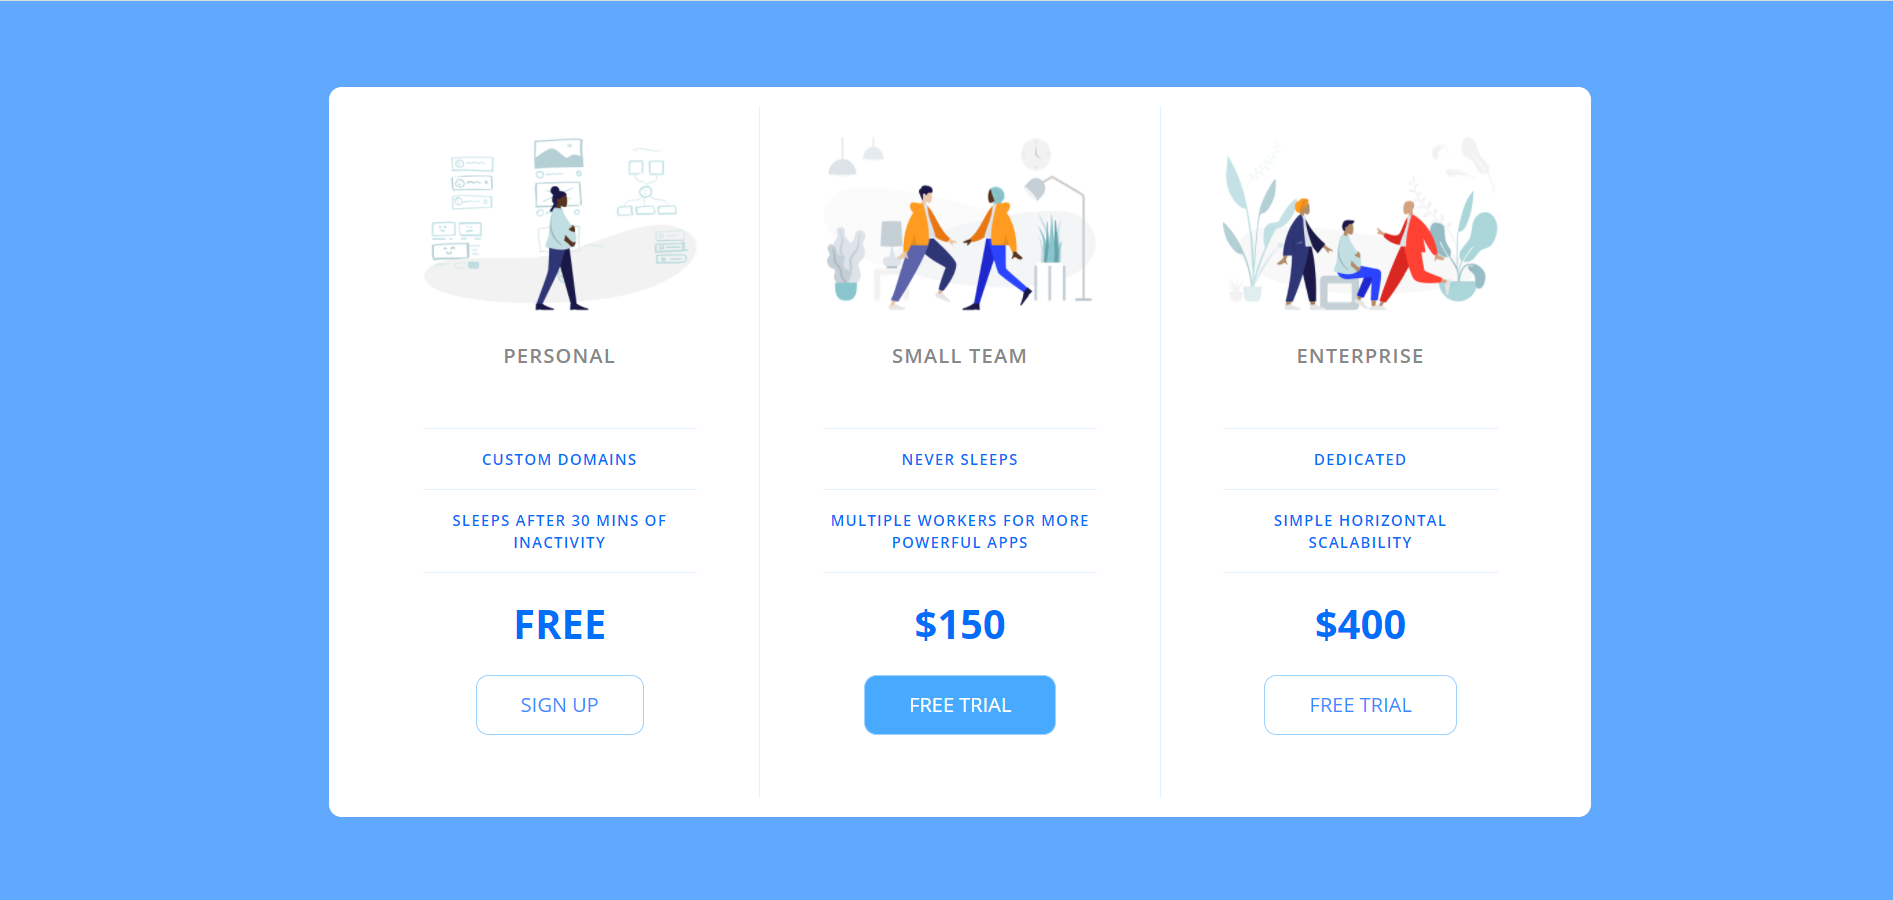 PERSONAL
CUSTOM DOMAINS
SLEEPS AFTER 30 MINS OF
INACTIVITY
FREE
SIGN UP
SMALL TEAM
NEVER SLEEPS
MULTIPLE WORKERS FOR MORE
POWERFUL APPS
$150
FREE TRIAL
ENTERPRISE
DEDICATED
SIMPLE HORIZONTAL
SCALABILITY
$400
FREE TRIAL